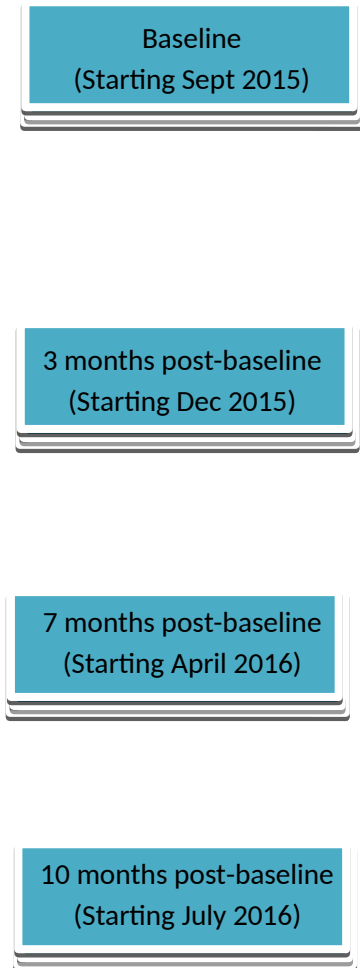 Baseline
(Starting Sept 2015)
3 months post-baseline
(Starting Dec 2015)
7 months post-baseline
(Starting April 2016)
10 months post-baseline
(Starting July 2016)